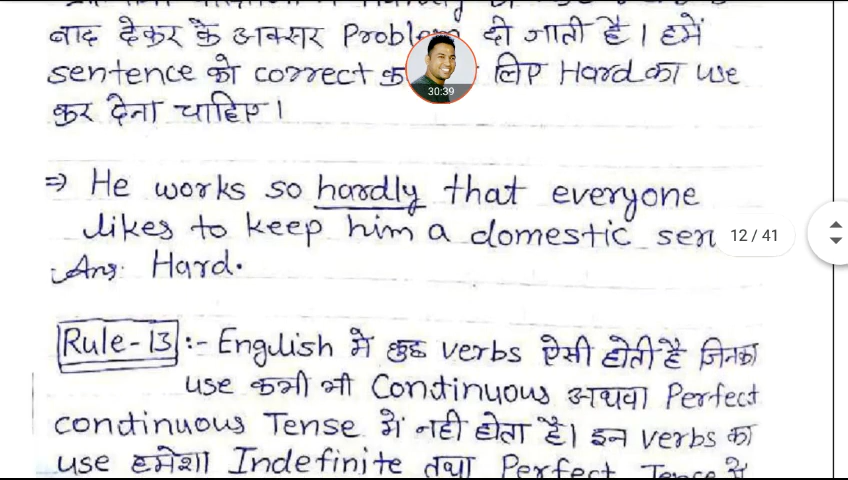 बाद देकर के अक्सर Problem दी जाती है। हमें
30:39
sentence को correct लिए Hard का use
कर देना चाहिए।
⇒ He works so hardly that everyone
likes to keep him a domestic
12 / 41
Ans: Hard.
Rule-13 :- English में कुछ verbs ऐसी होती है जिनका
use कभी भी Continuous अथवा Perfect
continuous Tense में नही होता है। इन verbs का
use हमेशा Indefinite तथा Perfect Tense में